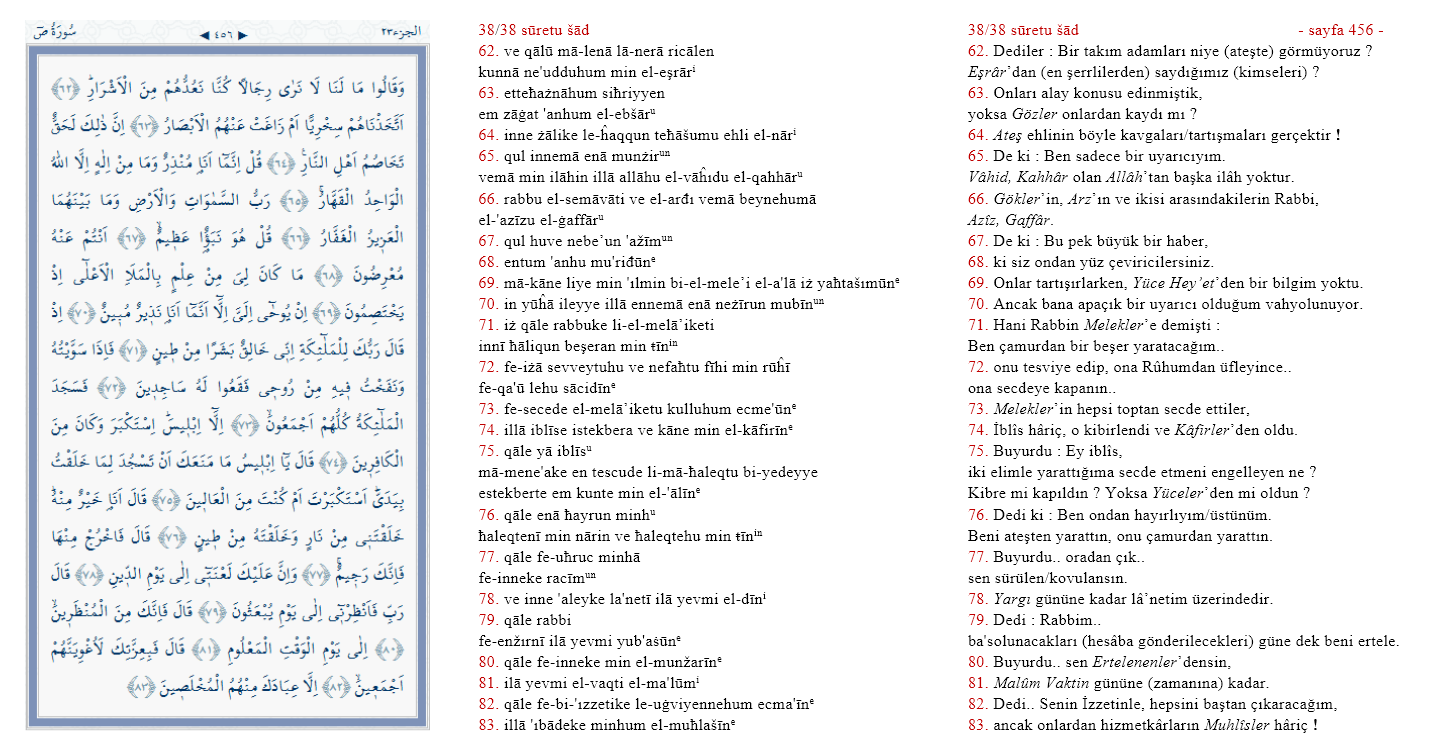 سُورَةُ صٓ ◀ ٤٥٦ ▶ الجزء٢٣
وَقَالُوا مَا لَنَا لَا نَرٰى رِجَالًا كُنَّا نَعُدُّهُمْ مِنَ الْاَشْرَارِۜ ﴿٦٢﴾
اَتَّخَذْنَاهُمْ سِخْرِيًّا اَمْ زَاغَتْ عَنْهُمُ الْاَبْصَارُ ﴿٦٣﴾ اِنَّ ذٰلِكَ لَحَقٌّ
تَخَاصُمُ اَهْلِ النَّارِ۟ ﴿٦٤﴾ قُلْ اِنَّمَٓا اَنَا۬ مُنْذِرٌۗ وَمَا مِنْ اِلٰهٍ اِلَّا اللّٰهُ
الْوَاحِدُ الْقَهَّارُۚ ﴿٦٥﴾ رَبُّ السَّمٰوَاتِ وَالْاَرْضِ وَمَا بَيْنَهُمَا
الْعَز۪يزُ الْغَفَّارُ ﴿٦٦﴾ قُلْ هُوَ نَبَؤٌ۬ا عَظ۪يمٌۙ ﴿٦٧﴾ اَنْتُمْ عَنْهُ
مُعْرِضُونَ ﴿٦٨﴾ مَا كَانَ لِيَ مِنْ عِلْمٍ بِالْمَلَأِ الْاَعْلٰٓى اِذْ
يَخْتَصِمُونَ ﴿٦٩﴾ اِنْ يُوحٰٓى اِلَيَّ اِلَّٓا اَنَّمَٓا اَنَا۬ نَذ۪يرٌ مُب۪ينٌ ﴿٧٠﴾ اِذْ
قَالَ رَبُّكَ لِلْمَلٰٓئِكَةِ اِنّ۪ي خَالِقٌ بَشَرًا مِنْ ط۪ينٍ ﴿٧١﴾ فَاِذَا سَوَّيْتُهُ
وَنَفَخْتُ ف۪يهِ مِنْ رُوح۪ي فَقَعُوا لَهُ سَاجِد۪ينَ ﴿٧٢﴾ فَسَجَدَ
الْمَلٰٓئِكَةُ كُلُّهُمْ اَجْمَعُونَۙ ﴿٧٣﴾ اِلَّٓا اِبْل۪يسَۜ اِسْتَكْبَرَ وَكَانَ مِنَ
الْكَافِر۪ينَ ﴿٧٤﴾ قَالَ يَٓا اِبْل۪يسُ مَا مَنَعَكَ اَنْ تَسْجُدَ لِمَا خَلَقْتُ
بِيَدَيَّۜ اَسْتَكْبَرْتَ اَمْ كُنْتَ مِنَ الْعَال۪ينَ ﴿٧٥﴾ قَالَ اَنَا۬ خَيْرٌ مِنْهُۜ
خَلَقْتَن۪ي مِنْ نَارٍ وَخَلَقْتَهُ مِنْ ط۪ينٍ ﴿٧٦﴾ قَالَ فَاخْرُجْ مِنْهَا
فَاِنَّكَ رَج۪يمٌۚ ﴿٧٧﴾ وَاِنَّ عَلَيْكَ لَعْنَت۪ٓي اِلٰى يَوْمِ الدّ۪ينِ ﴿٧٨﴾ قَالَ
رَبِّ فَاَنْظِرْن۪ٓي اِلٰى يَوْمِ يُبْعَثُونَ ﴿٧٩﴾ قَالَ فَاِنَّكَ مِنَ الْمُنْظَر۪ينَۙ
﴿٨٠﴾ اِلٰى يَوْمِ الْوَقْتِ الْمَعْلُومِ ﴿٨١﴾ قَالَ فَبِعِزَّتِكَ لَاُغْوِيَنَّهُمْ
اَجْمَع۪ينَۙ ﴿٨٢﴾ اِلَّا عِبَادَكَ مِنْهُمُ الْمُخْلَص۪ينَ ﴿٨٣﴾
38/38 sūretu šād
62. ve qālū mā-lenā lā-nerā ricālen
kunnā ne'udduhum min el-eşrārⁱ
63. etteħażnāhum siħriyyen
em zāġat 'anhum el-ebšārᵘ
64. inne żālike le-ĥaqqun teħāšumu ehli el-nārⁱ
65. qul innemā enā munżirᵘⁿ
vemā min ilāhin illā allāhu el-vāĥıdu el-qahhārᵘ
66. rabbu el-semāvāti ve el-arđı vemā beynehumā
el-'azīzu el-ġaffārᵘ
67. qul huve nebe’un 'ažīmᵘⁿ
68. entum 'anhu mu'riđūnᵉ
69. mā-kāne liye min 'ılmin bi-el-mele’i el-a'lā iż yaħtašımūnᵉ
70. in yūĥā ileyye illā ennemā enā neżīrun mubīnᵘⁿ
71. iż qāle rabbuke li-el-melā’iketi
innī ħāliqun beşeran min ŧīnⁱⁿ
72. fe-iżā sevveytuhu ve nefaħtu fīhi min rūĥī
fe-qa'ū lehu sācidīnᵉ
73. fe-secede el-melā’iketu kulluhum ecme'ūnᵉ
74. illā iblīse istekbera ve kāne min el-kāfirīnᵉ
75. qāle yā iblīsᵘ
mā-mene'ake en tescude li-mā-ħaleqtu bi-yedeyye
estekberte em kunte min el-'ālīnᵉ
76. qāle enā ħayrun minhᵘ
ħaleqtenī min nārin ve ħaleqtehu min ŧīnⁱⁿ
77. qāle fe-uħruc minhā
fe-inneke racīmᵘⁿ
78. ve inne 'aleyke la'netī ilā yevmi el-dīnⁱ
79. qāle rabbi
fe-enžırnī ilā yevmi yub'aśūnᵉ
80. qāle fe-inneke min el-munžarīnᵉ
81. ilā yevmi el-vaqti el-ma'lūmⁱ
82. qāle fe-bi-'ızzetike le-uġviyennehum ecma'īnᵉ
83. illā 'ıbādeke minhum el-muħlašīnᵉ
38/38 sūretu šād - sayfa 456 -
62. Dediler : Bir takım adamları niye (ateşte) görmüyoruz ?
Eşrâr’dan (en şerrlilerden) saydığımız (kimseleri) ?
63. Onları alay konusu edinmiştik,
yoksa Gözler onlardan kaydı mı ?
64. Ateş ehlinin böyle kavgaları/tartışmaları gerçektir !
65. De ki : Ben sadece bir uyarıcıyım.
Vâhid, Kahhâr olan Allâh’tan başka ilâh yoktur.
66. Gökler’in, Arz’ın ve ikisi arasındakilerin Rabbi,
Azîz, Gaffâr.
67. De ki : Bu pek büyük bir haber,
68. ki siz ondan yüz çeviricilersiniz.
69. Onlar tartışırlarken, Yüce Hey’et’den bir bilgim yoktu.
70. Ancak bana apaçık bir uyarıcı olduğum vahyolunuyor.
71. Hani Rabbin Melekler’e demişti :
Ben çamurdan bir beşer yaratacağım..
72. onu tesviye edip, ona Rûhumdan üfleyince..
ona secdeye kapanın..
73. Melekler’in hepsi toptan secde ettiler,
74. İblîs hâriç, o kibirlendi ve Kâfirler’den oldu.
75. Buyurdu : Ey iblîs,
iki elimle yarattığıma secde etmeni engelleyen ne ?
Kibre mi kapıldın ? Yoksa Yüceler’den mi oldun ?
76. Dedi ki : Ben ondan hayırlıyım/üstünüm.
Beni ateşten yarattın, onu çamurdan yarattın.
77. Buyurdu.. oradan çık..
sen sürülen/kovulansın.
78. Yargı gününe kadar lâ’netim üzerindedir.
79. Dedi : Rabbim..
ba'solunacakları (hesâba gönderilecekleri) güne dek beni ertele.
80. Buyurdu.. sen Ertelenenler’densin,
81. Malûm Vaktin gününe (zamanına) kadar.
82. Dedi.. Senin İzzetinle, hepsini baştan çıkaracağım,
83. ancak onlardan hizmetkârların Muhlîsler hâriç !